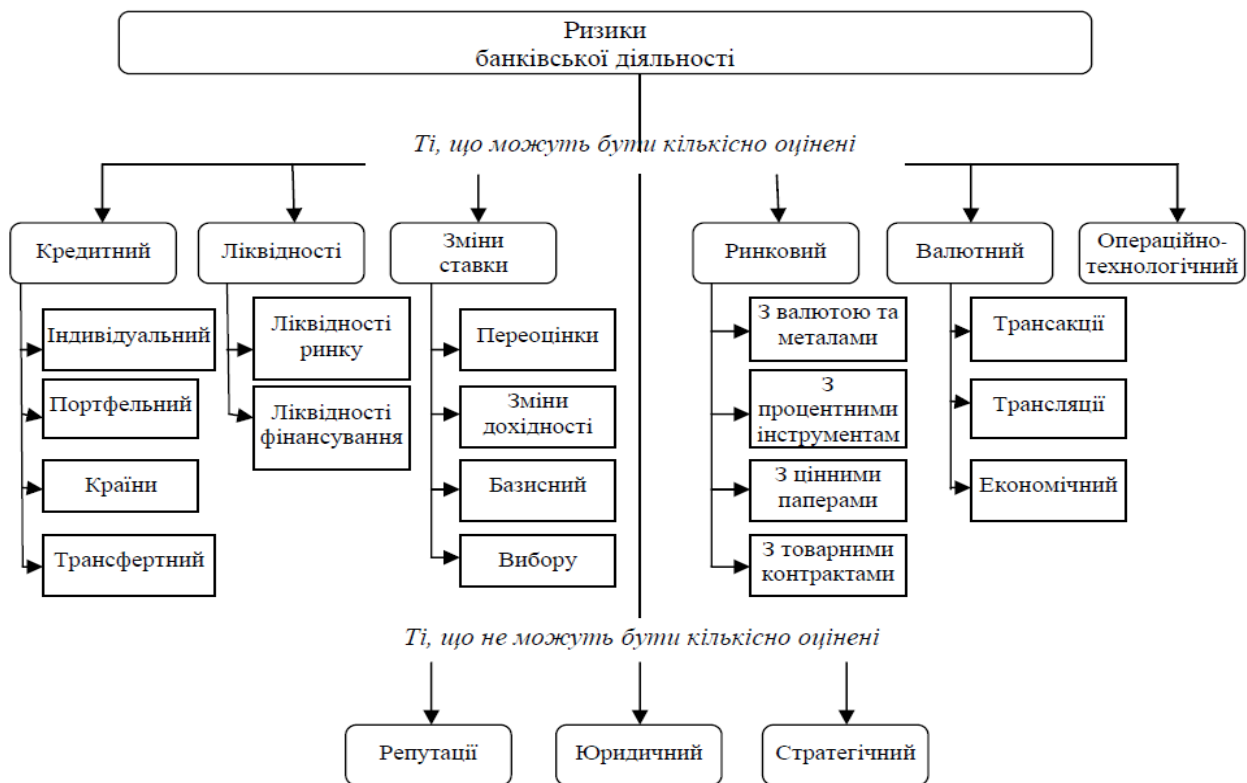 Ризики
банківської діяльності
Ті, що можуть бути кількісно оцінені
Кредитний
Ліквідності
Зміни
ставки
Ринковий
Валютний
Операційно-
технологічний
Індивідуальний
Портфельний
Країни
Трансфертний
Ліквідності
ринку
Ліквідності
фінансування
Переоцінки
Зміни
дохідності
Базисний
Вибору
З валютою та
металами
З
процентними
інструментам
З цінними
паперами
З товарними
контрактами
Трансакції
Трансляції
Економічний
Ті, що не можуть бути кількісно оцінені
Репутації
Юридичний
Стратегічний